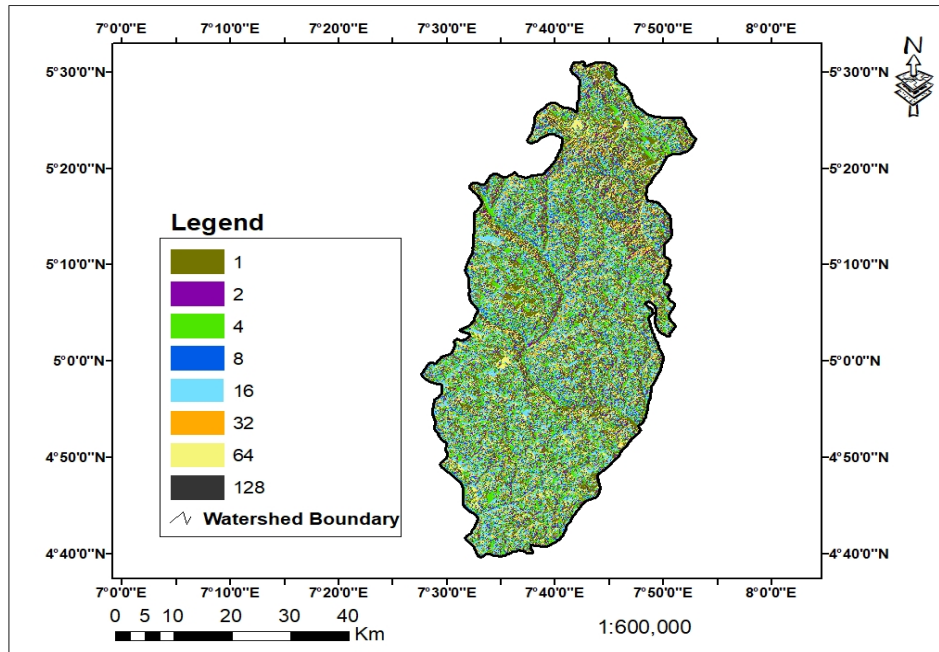 7°0'0"E 7°10'0"E 7°20'0"E 7°30'0"E 7°40'0"E 7°50'0"E 8°0'0"E
N
5°30'0"N 5°30'0"N
5°20'0"N 5°20'0"N
Legend
5°10'0"N 5°10'0"N
1
2
4
8
5°0'0"N 5°0'0"N
16
32
64
4°50'0"N 4°50'0"N
128
Watershed Boundary
4°40'0"N 4°40'0"N
7°0'0"E 7°10'0"E 7°20'0"E 7°30'0"E 7°40'0"E 7°50'0"E 8°0'0"E
0 5 10 20 30 40
Km
1:600,000